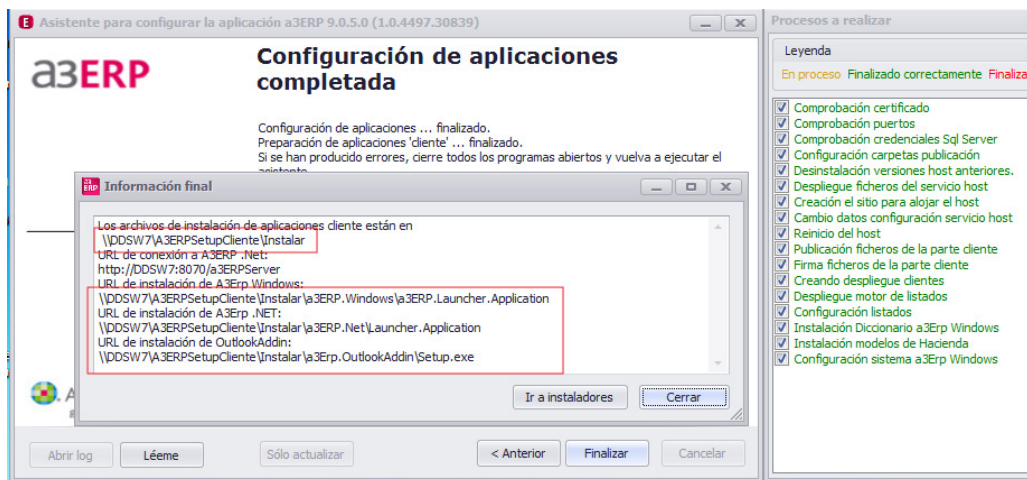 Asistente para configurar la aplicación a3ERP 9.0.5.0 (1.0.4497.30839)
a3ERP
Configuración de aplicaciones
completada
Configuración de aplicaciones ... finalizado.
Preparación de aplicaciones 'cliente' ... finalizado.
Si se han producido errores, cierre todos los programas abiertos y vuelva a ejecutar el
asistente.
Información final
Los archivos de instalación de aplicaciones cliente están en
\\DDSW7\A3ERPSetupCliente\Instalar
URL de conexión a A3ERP .Net:
http://DDSW7:8070/a3ERPServer
URL de instalación de A3Erp Windows:
\\DDSW7\A3ERPSetupCliente\Instalar\a3ERP.Windows\a3ERP.Launcher.Application
URL de instalación de A3Erp .NET:
\\DDSW7\A3ERPSetupCliente\Instalar\a3ERP.Net\Launcher.Application
URL de instalación de OutlookAddin:
\\DDSW7\A3ERPSetupCliente\Instalar\a3Erp.OutlookAddin\Setup.exe
Ir a instaladores
Cerrar
Abrir log
Léeme
Sólo actualizar
< Anterior
Finalizar
Cancelar
Procesos a realizar
Leyenda
En proceso Finalizado correctamente Finaliza
Comprobación certificado
Comprobación puertos
Comprobación credenciales Sql Server
Configuración carpetas publicación
Desinstalación versiones host anteriores.
Despliegue ficheros del servicio host
Creación el sitio para alojar el host
Cambio datos configuración servicio host
Reinicio del host
Publicación ficheros de la parte cliente
Firma ficheros de la parte cliente
Creando despliegue clientes
Despliegue motor de listados
Configuración listados
Instalación Diccionario a3Erp Windows
Instalación modelos de Hacienda
Configuración sistema a3Erp Windows